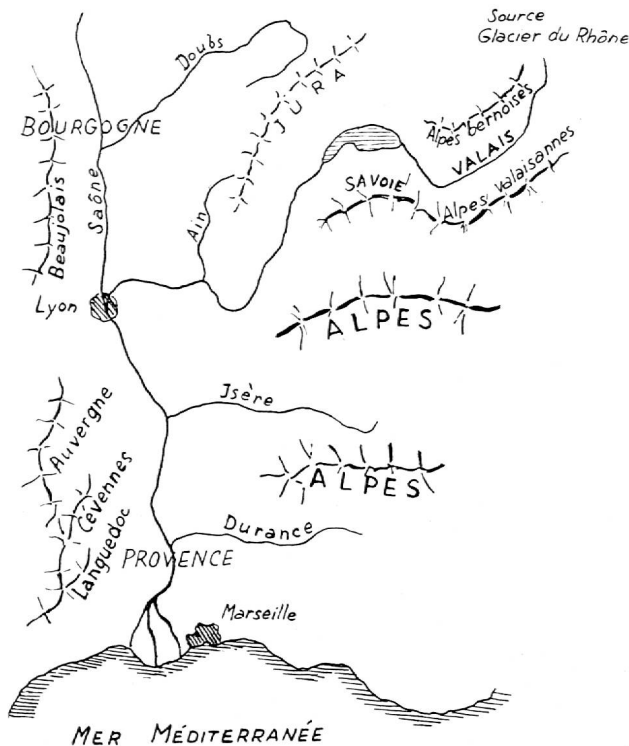 Source
Glacier du Rhône
Doubs
JURA
Alpes bernoises
BOURGOGNE
VALAIS
SAVOIE
Alpes valaisannes
Beaujolais
Saône
Ain
Lyon
ALPES
Isère
Auvergne
ALPES
Cévennes
Languedoc
Durance
PROVENCE
Marseille
MER MÉDITERRANÉE